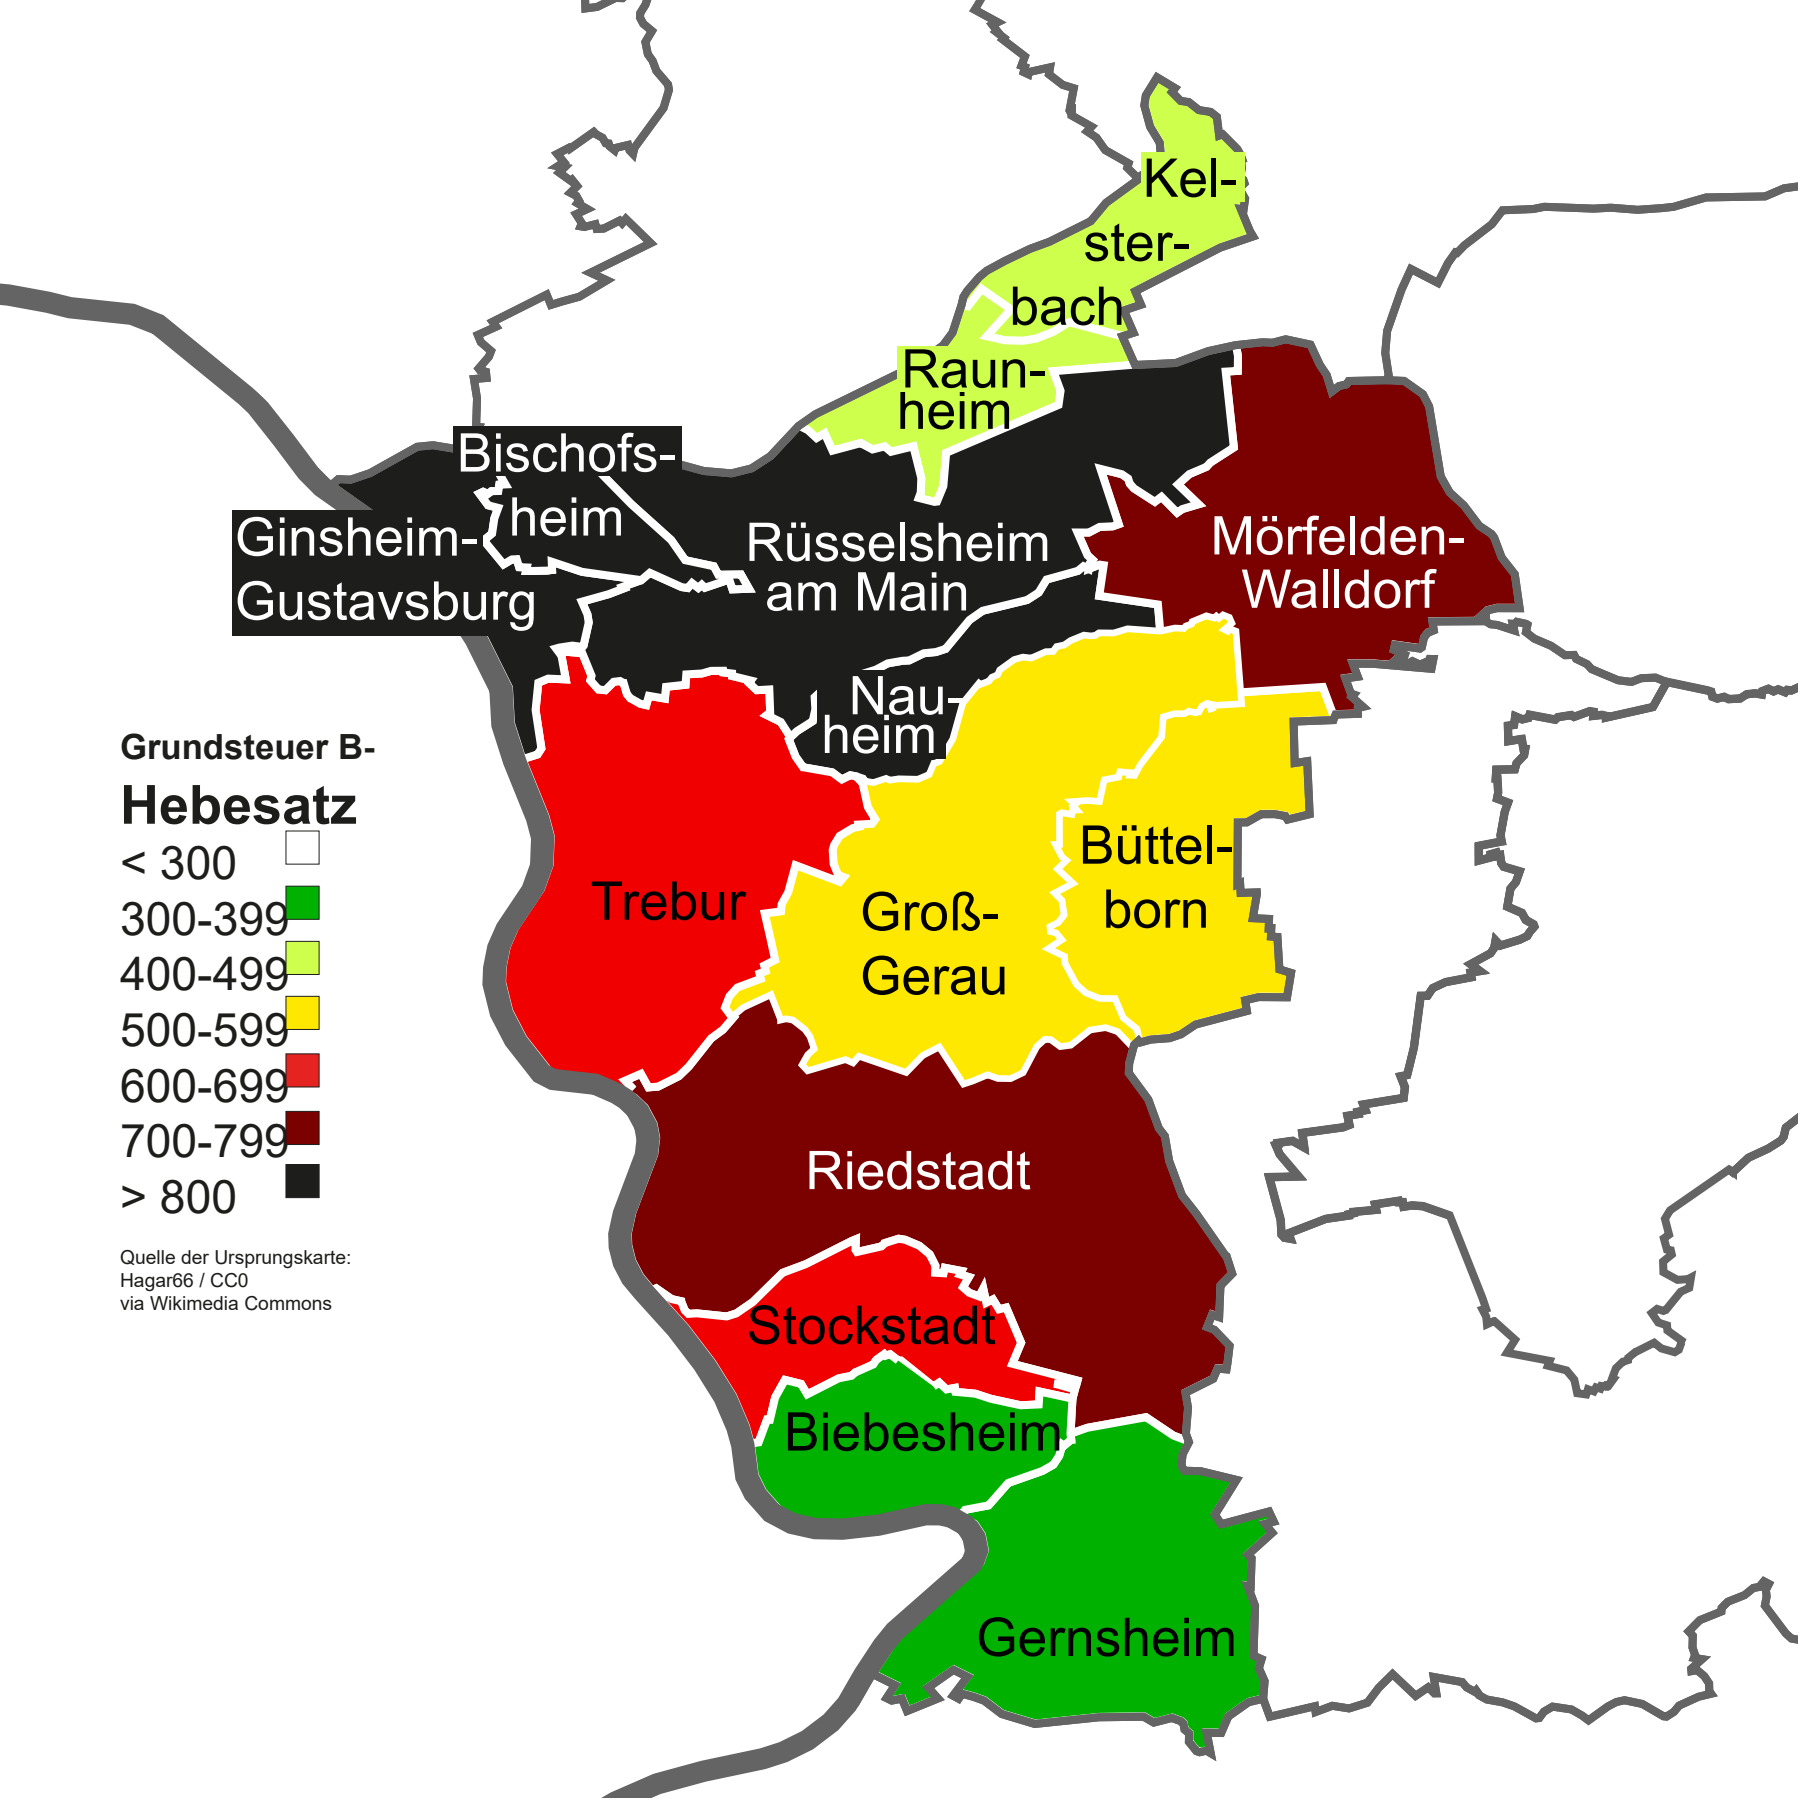 Kel-
ster-
bach
Raun-
heim
Bischofs-
heim
Ginsheim-
Gustavsburg
Rüsselsheim
am Main
Mörfelden-
Walldorf
Nau-
heim
Grundsteuer B-
Hebesatz
< 300
300-399
400-499
500-599
600-699
700-799
> 800
Quelle der Ursprungskarte:
Hagar66 / CC0
via Wikimedia Commons
Trebur
Groß-
Gerau
Büttel-
born
Riedstadt
Stockstadt
Biebesheim
Gernsheim